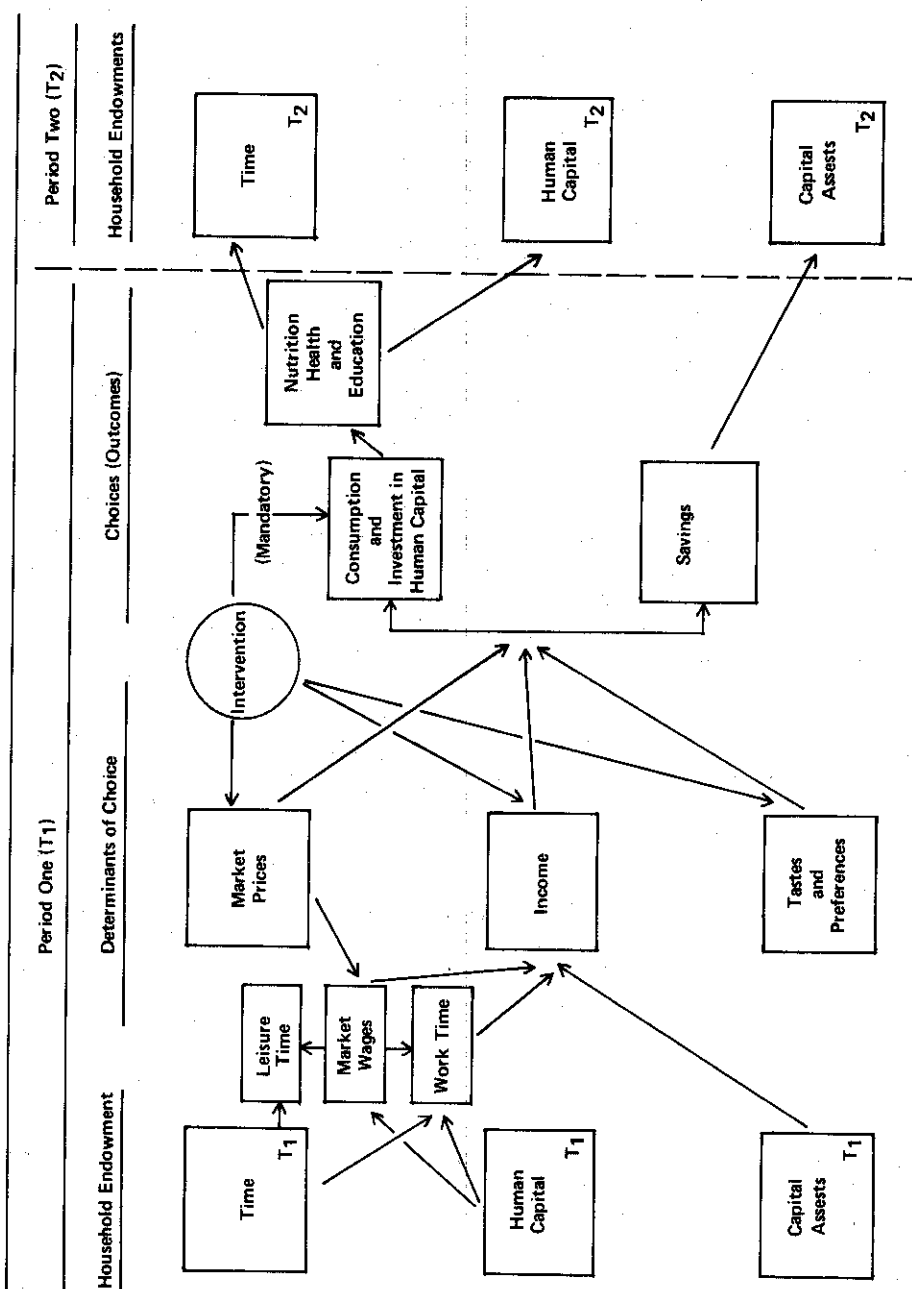 Period One (T1)
Period Two (T2)
Household Endowment
Determinants of Choice
Choices (Outcomes)
Household Endowments
Time
T1
Leisure
Time
Market
Wages
Work Time
Human
Capital
T1
Capital
Assests
T1
Market
Prices
Income
Tastes
and
Preferences
Intervention
(Mandatory)
Consumption
and
Investment in
Human Capital
Savings
Nutrition
Health
and
Education
Time
T2
Human
Capital
T2
Capital
Assests
T2